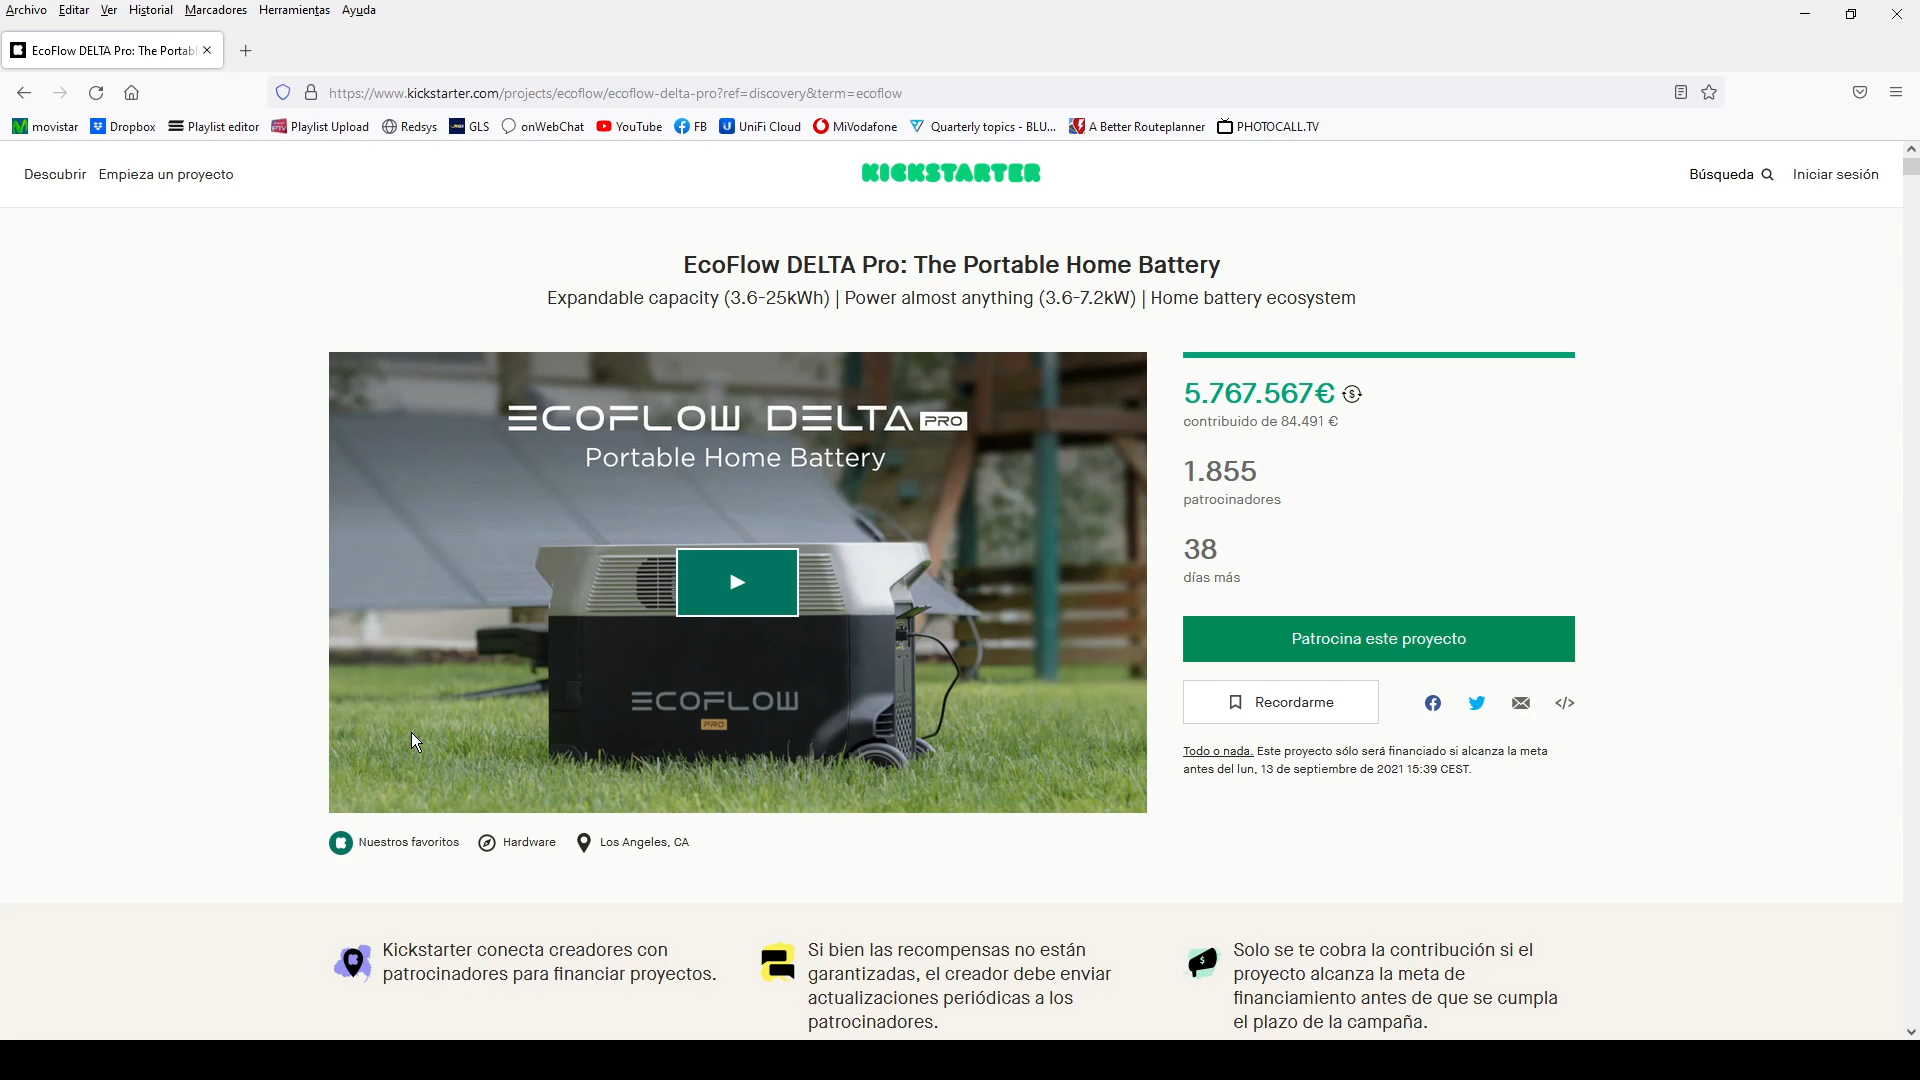 Archivo Editar Ver Historial Marcadores Herramientas Ayuda
EcoFlow DELTA Pro: The Portabl
https://www.kickstarter.com/projects/ecoflow/ecoflow-delta-pro?ref=discovery&term=ecoflow
movistar Dropbox Playlist editor Playlist Upload Redsys GLS onWebChat YouTube FB UniFi Cloud MiVodafone Quarterly topics - BLU... A Better Routeplanner PHOTOCALL.TV
Descubrir Empieza un proyecto KICKSTARTER Búsqueda Iniciar sesión
EcoFlow DELTA Pro: The Portable Home Battery
Expandable capacity (3.6-25kWh) | Power almost anything (3.6-7.2kW) | Home battery ecosystem
ECOFLOW DELTA PRO
Portable Home Battery
ECOFLOW
PRO
5.767.567€
contribuido de 84.491 €
1.855
patrocinadores
38
días más
Patrocina este proyecto
Recordarme
Todo o nada. Este proyecto sólo será financiado si alcanza la meta
antes del lun, 13 de septiembre de 2021 15:39 CEST.
Nuestros favoritos Hardware Los Angeles, CA
Kickstarter conecta creadores con
patrocinadores para financiar proyectos.
Si bien las recompensas no están
garantizadas, el creador debe enviar
actualizaciones periódicas a los
patrocinadores.
Solo se te cobra la contribución si el
proyecto alcanza la meta de
financiamiento antes de que se cumpla
el plazo de la campaña.